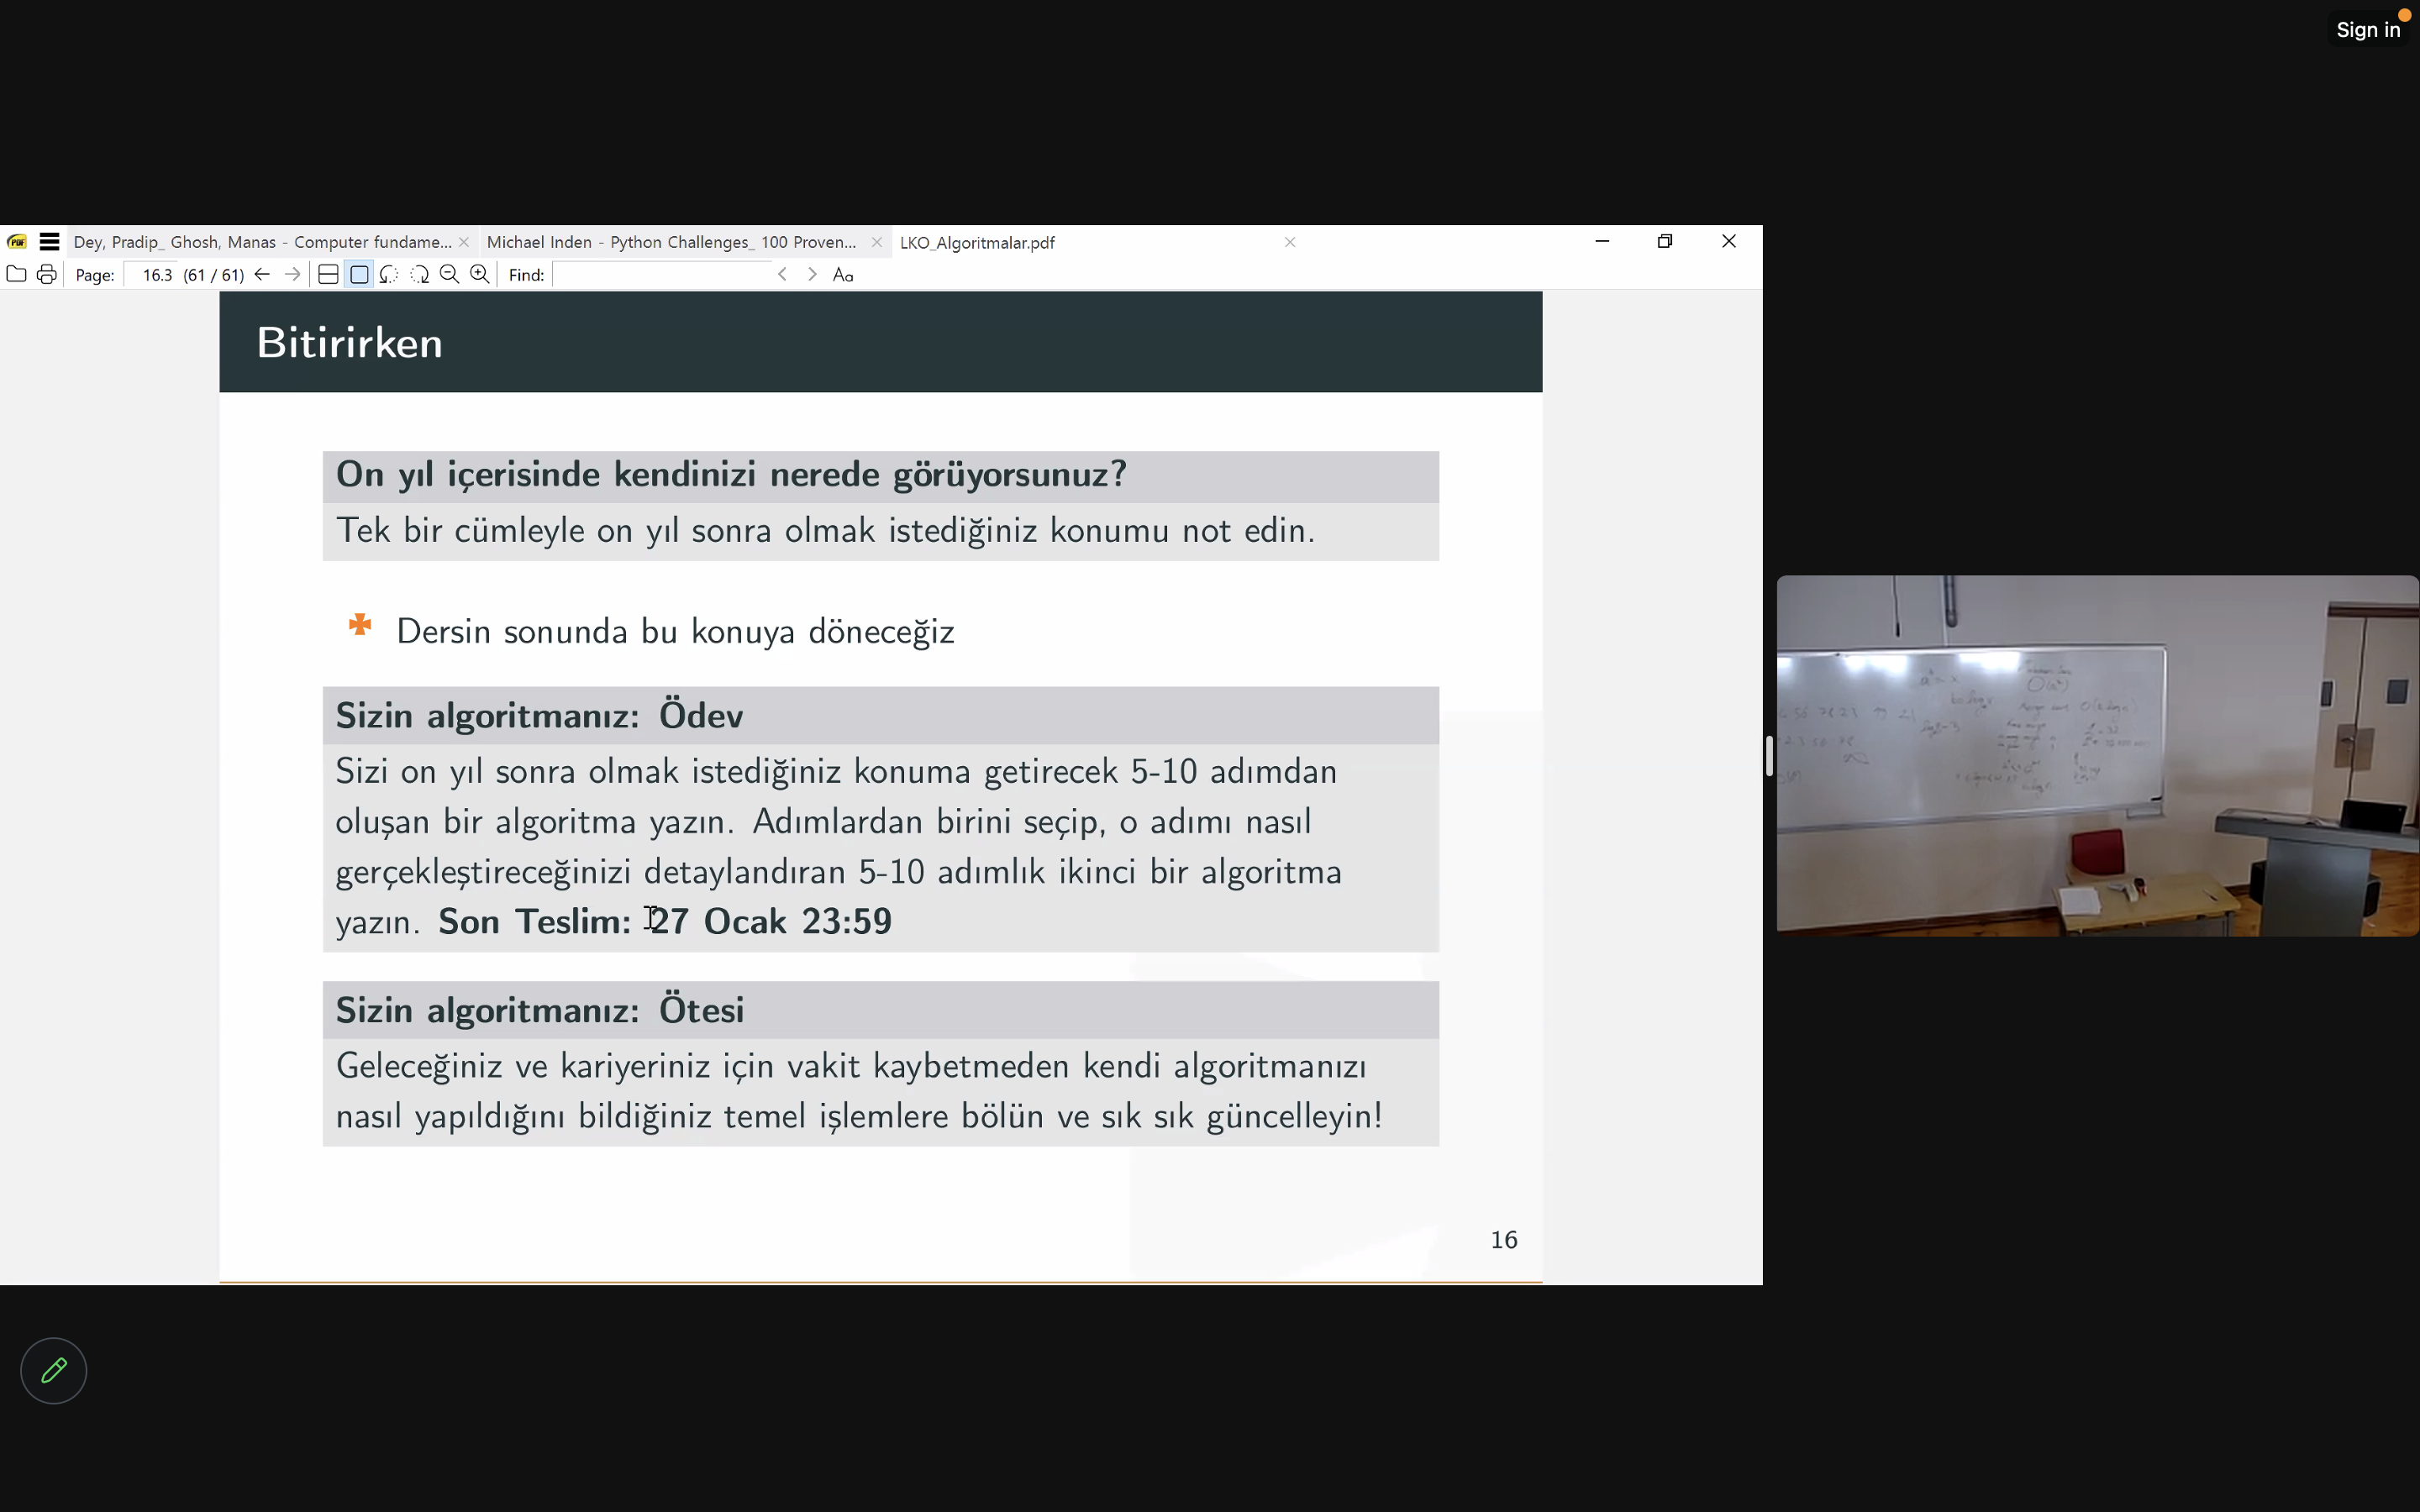 Sign in
Dey, Pradip_ Ghosh, Manas - Computer fundame...
Michael Inden - Python Challenges_ 100 Proven...
LKO_Algoritmalar.pdf
Page: 16.3 (61 / 61)
Find:
Aa
Bitirirken
On yıl içerisinde kendinizi nerede görüyorsunuz?
Tek bir cümleyle on yıl sonra olmak istediğiniz konumu not edin.
Dersin sonunda bu konuya döneceğiz
Sizin algoritmanız: Ödev
Sizi on yıl sonra olmak istediğiniz konuma getirecek 5-10 adımdan
oluşan bir algoritma yazın. Adımlardan birini seçip, o adımı nasıl
gerçekleştireceğinizi detaylandıran 5-10 adımlık ikinci bir algoritma
yazın. Son Teslim: 27 Ocak 23:59
Sizin algoritmanız: Ötesi
Geleceğiniz ve kariyeriniz için vakit kaybetmeden kendi algoritmanızı
nasıl yapıldığını bildiğiniz temel işlemlere bölün ve sık sık güncelleyin!
16